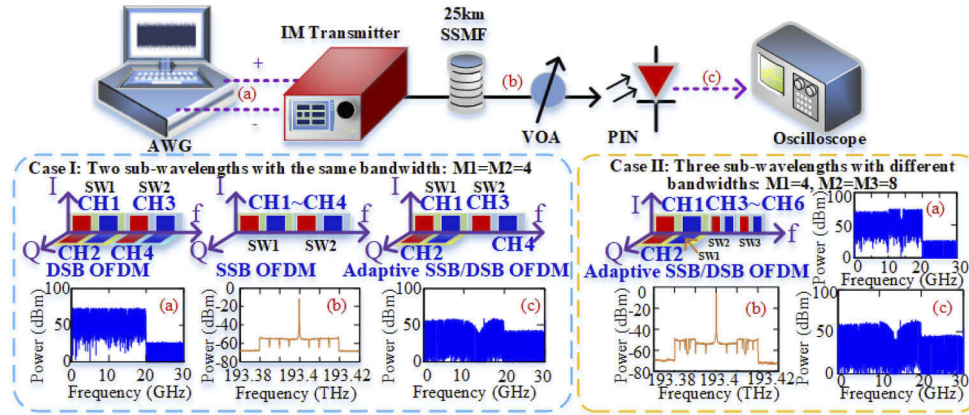 25km
SSMF
IM Transmitter
+
(a)
-
(b)
(c)
AWG
VOA
PIN
Oscilloscope
Case I: Two sub-wavelengths with the same bandwidth: M1=M2=4
I
SW1 SW2
CH1 CH3
f
Q
CH2 CH4
DSB OFDM
I
CH1~CH4
f
Q
SW1 SW2
SSB OFDM
I
SW1 SW2
CH1 CH3
f
Q
CH2
CH4
Adaptive SSB/DSB OFDM
Power (dBm)
100
50
0
0 10 20 30
Frequency (GHz)
(a)
Power (dBm)
0
-20
-40
-60
-80
193.38 193.4 193.42
Frequency (THz)
(b)
Power (dBm)
100
50
0
0 10 20 30
Frequency (GHz)
(c)
Case II: Three sub-wavelengths with different
bandwidths: M1=4, M2=M3=8
I
CH1 CH3~CH6
f
Q
CH2
SW1
SW2 SW3
Adaptive SSB/DSB OFDM
Power (dBm)
100
50
0
0 10 20 30
Frequency (GHz)
(a)
Power (dBm)
0
-20
-40
-60
-80
193.38 193.4 193.42
Frequency (THz)
(b)
Power (dBm)
100
50
0
0 10 20 30
Frequency (GHz)
(c)